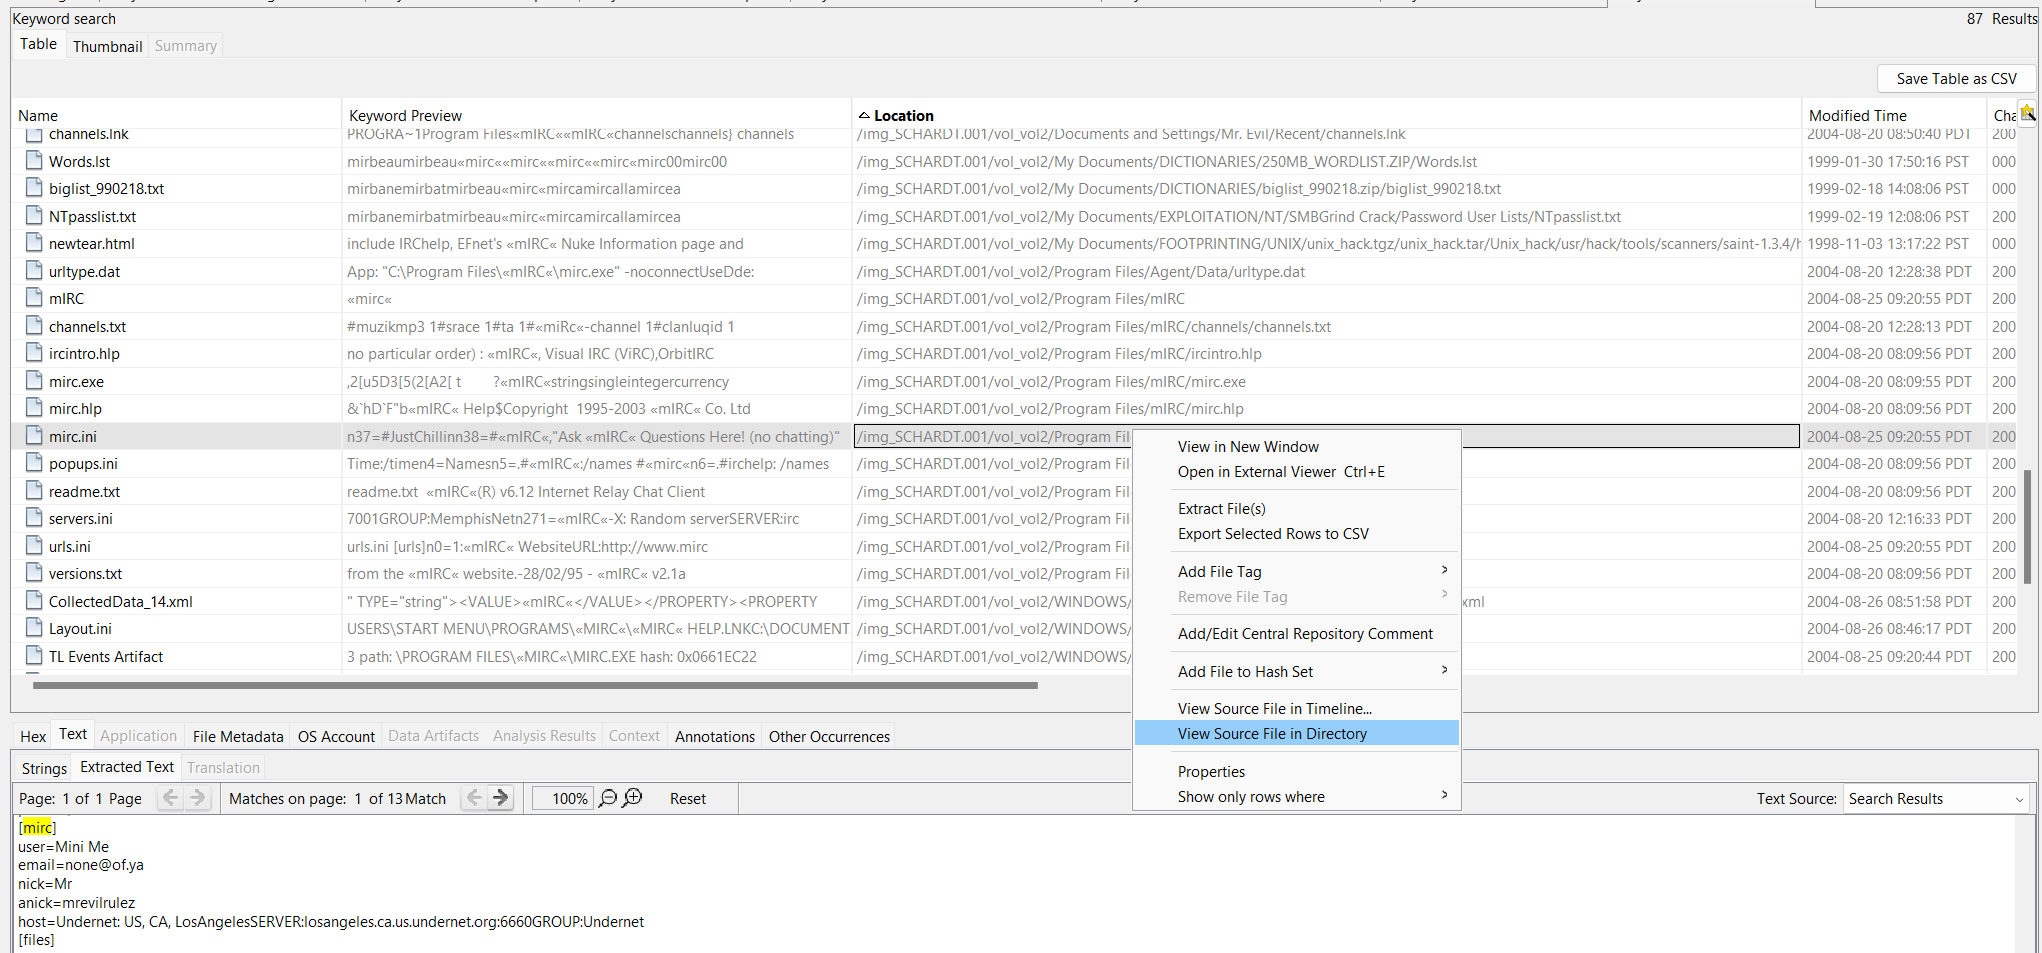 Keyword search
87 Results
Table Thumbnail Summary
Save Table as CSV
Name Keyword Preview Location Modified Time Cha
channels.lnk PROGRA~1Program Files«mIRC««mIRC«channelschannels} channels /img_SCHARDT.001/vol_vol2/Documents and Settings/Mr. Evil/Recent/channels.lnk 2004-08-20 08:50:40 PDT 200
Words.lst mirbeaumirbeau«mirc««mirc««mirc««mirc«mirc00mirc00 /img_SCHARDT.001/vol_vol2/My Documents/DICTIONARIES/250MB_WORDLIST.ZIP/Words.lst 1999-01-30 17:50:16 PST 000
biglist_990218.txt mirbanemirbatmirbeau«mirc«mircamircallamircea /img_SCHARDT.001/vol_vol2/My Documents/DICTIONARIES/biglist_990218.zip/biglist_990218.txt 1999-02-18 14:08:06 PST 000
NTpasslist.txt mirbanemirbatmirbeau«mirc«mircamircallamircea /img_SCHARDT.001/vol_vol2/My Documents/EXPLOITATION/NT/SMBGrind Crack/Password User Lists/NTpasslist.txt 1999-02-19 12:08:06 PST 000
newtear.html include IRChelp, EFnet's «mIRC« Nuke Information page and /img_SCHARDT.001/vol_vol2/My Documents/FOOTPRINTING/UNIX/unix_hack.tgz/unix_hack.tar/Unix_hack/usr/hack/tools/scanners/saint-1.3.4/h 1998-11-03 13:17:22 PST 000
urltype.dat App: "C:\Program Files\«mIRC«\mirc.exe" -noconnectUseDde: /img_SCHARDT.001/vol_vol2/Program Files/Agent/Data/urltype.dat 2004-08-20 12:28:38 PDT 200
mIRC «mirc« /img_SCHARDT.001/vol_vol2/Program Files/mIRC 2004-08-25 09:20:55 PDT 200
channels.txt #muzikmp3 1#srace 1#ta 1#«miRc«-channel 1#clanluqid 1 /img_SCHARDT.001/vol_vol2/Program Files/mIRC/channels/channels.txt 2004-08-20 12:28:13 PDT 200
ircintro.hlp no particular order) : «mIRC«, Visual IRC (ViRC),OrbitIRC /img_SCHARDT.001/vol_vol2/Program Files/mIRC/ircintro.hlp 2004-08-20 08:09:56 PDT 200
mirc.exe ,2[u5D3[5(2[A2[ t ?«mIRC«stringsingleintegercurrency /img_SCHARDT.001/vol_vol2/Program Files/mIRC/mirc.exe 2004-08-20 08:09:55 PDT 200
mirc.hlp &`hD`F"b«mIRC« Help$Copyright 1995-2003 «mIRC« Co. Ltd /img_SCHARDT.001/vol_vol2/Program Files/mIRC/mirc.hlp 2004-08-20 08:09:55 PDT 200
mirc.ini n37=#JustChillinn38=#«mIRC«,"Ask «mIRC« Questions Here! (no chatting)" /img_SCHARDT.001/vol_vol2/Program Fil 2004-08-25 09:20:55 PDT 200
popups.ini Time:/timen4=Namesn5=.#«mIRC«:/names #«mirc«n6=.#irchelp: /names /img_SCHARDT.001/vol_vol2/Program Fil 2004-08-20 08:09:56 PDT 200
readme.txt readme.txt «mIRC«(R) v6.12 Internet Relay Chat Client /img_SCHARDT.001/vol_vol2/Program Fil 2004-08-20 08:09:56 PDT 200
servers.ini 7001GROUP:MemphisNetn271=«mIRC«-X: Random serverSERVER:irc /img_SCHARDT.001/vol_vol2/Program Fil 2004-08-20 12:16:33 PDT 200
urls.ini urls.ini [urls]n0=1:«mIRC« WebsiteURL:http://www.mirc /img_SCHARDT.001/vol_vol2/Program Fil 2004-08-25 09:20:55 PDT 200
versions.txt from the «mIRC« website.-28/02/95 - «mIRC« v2.1a /img_SCHARDT.001/vol_vol2/Program Fil 2004-08-20 08:09:56 PDT 200
CollectedData_14.xml " TYPE="string"><VALUE>«mIRC«</VALUE></PROPERTY><PROPERTY /img_SCHARDT.001/vol_vol2/WINDOWS/ xml 2004-08-26 08:51:58 PDT 200
Layout.ini USERS\START MENU\PROGRAMS\«MIRC«\«MIRC« HELP.LNKC:\DOCUMENT. /img_SCHARDT.001/vol_vol2/WINDOWS/ 2004-08-26 08:46:17 PDT 200
TL Events Artifact 3 path: \PROGRAM FILES\«MIRC«\MIRC.EXE hash: 0x0661EC22 /img_SCHARDT.001/vol_vol2/WINDOWS/ 2004-08-25 09:20:44 PDT 200
View in New Window
Open in External Viewer Ctrl+E
Extract File(s)
Export Selected Rows to CSV
Add File Tag
Remove File Tag
Add/Edit Central Repository Comment
Add File to Hash Set
View Source File in Timeline...
View Source File in Directory
Properties
Show only rows where
Hex Text Application File Metadata OS Account Data Artifacts Analysis Results Context Annotations Other Occurrences
Strings Extracted Text Translation
Page: 1 of 1 Page Matches on page: 1 of 13 Match 100% Reset Text Source: Search Results
[mirc]
user=Mini Me
email=none@of.ya
nick=Mr
anick=mrevilrulez
host=Undernet: US, CA, LosAngelesSERVER:losangeles.ca.us.undernet.org:6660GROUP:Undernet
[files]